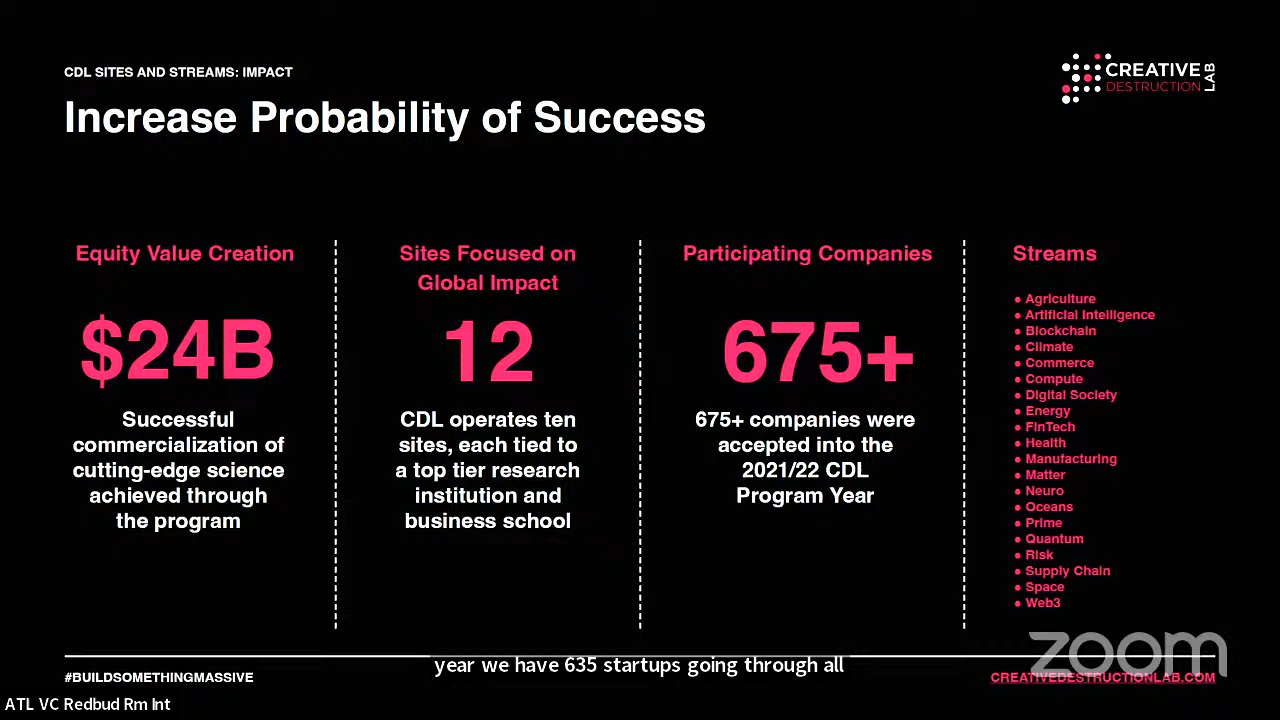 CDL SITES AND STREAMS: IMPACT
Increase Probability of Success
CREATIVE
DESTRUCTION
LAB
Equity Value Creation
$24B
Successful
commercialization of
cutting-edge science
achieved through
the program
Sites Focused on
Global Impact
12
CDL operates ten
sites, each tied to
a top tier research
institution and
business school
Participating Companies
675+
675+ companies were
accepted into the
2021/22 CDL
Program Year
Streams
● Agriculture
● Artificial Intelligence
● Blockchain
● Climate
● Commerce
● Compute
● Digital Society
● Energy
● FinTech
● Health
● Manufacturing
● Matter
● Neuro
● Oceans
● Prime
● Quantum
● Risk
● Supply Chain
● Space
● Web3
zoom
year we have 635 startups going through all
#BUILDSOMETHINGMASSIVE
CREATIVEDESTRUCTIONLAB.COM
ATL VC Redbud Rm Int